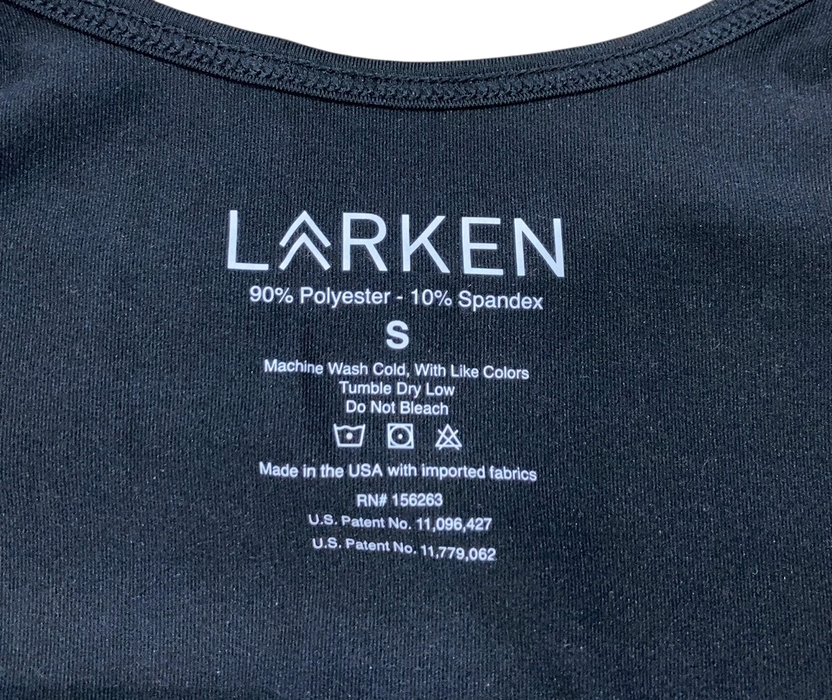 LARKEN
90% Polyester - 10% Spandex
S
Machine Wash Cold, With Like Colors
Tumble Dry Low
Do Not Bleach
Made in the USA with imported fabrics
RN# 156263
U.S. Patent No. 11,096,427
U.S. Patent No. 11,779,062